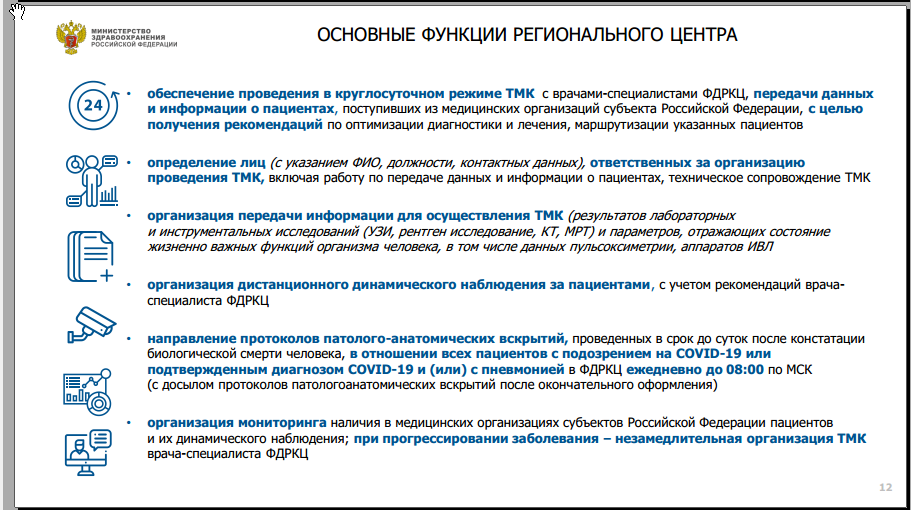 МИНИСТЕРСТВО
ЗДРАВООХРАНЕНИЯ
РОССИЙСКОЙ ФЕДЕРАЦИИ
ОСНОВНЫЕ ФУНКЦИИ РЕГИОНАЛЬНОГО ЦЕНТРА
24
• обеспечение проведения в круглосуточном режиме ТМК с врачами-специалистами ФДРКЦ, передачи данных
и информации о пациентах, поступивших из медицинских организаций субъекта Российской Федерации, с целью
получения рекомендаций по оптимизации диагностики и лечения, маршрутизации указанных пациентов
• определение лиц (с указанием ФИО, должности, контактных данных), ответственных за организацию
проведения ТМК, включая работу по передаче данных и информации о пациентах, техническое сопровождение ТМК
• организация передачи информации для осуществления ТМК (результатов лабораторных
и инструментальных исследований (УЗИ, рентген исследование, КТ, МРТ) и параметров, отражающих состояние
жизненно важных функций организма человека, в том числе данных пульсоксиметрии, аппаратов ИВЛ
• организация дистанционного динамического наблюдения за пациентами, с учетом рекомендаций врача-
специалиста ФДРКЦ
• направление протоколов патолого-анатомических вскрытий, проведенных в срок до суток после констатации
биологической смерти человека, в отношении всех пациентов с подозрением на COVID-19 или
подтвержденным диагнозом COVID-19 и (или) с пневмонией в ФДРКЦ ежедневно до 08:00 по МСК
(с досылом протоколов патологоанатомических вскрытий после окончательного оформления)
• организация мониторинга наличия в медицинских организациях субъектов Российской Федерации пациентов
и их динамического наблюдения; при прогрессировании заболевания – незамедлительная организация ТМК
врача-специалиста ФДРКЦ
12